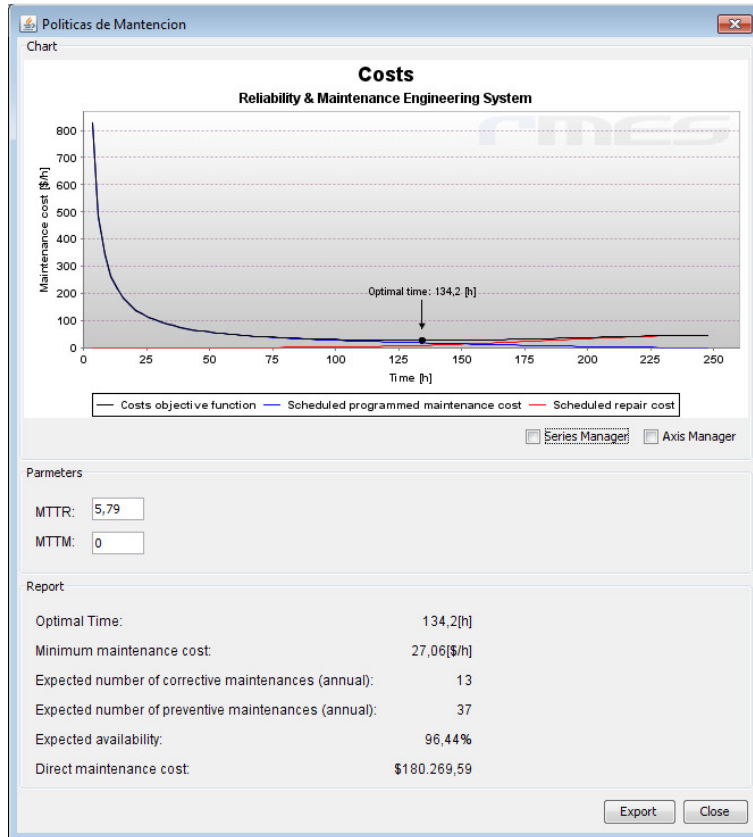 Politicas de Mantencion
Chart
Costs
Reliability & Maintenance Engineering System
rmes
Maintenance cost [$/h]
800
700
600
500
400
300
200
100
0
Optimal time: 134,2 [h]
0 25 50 75 100 125 150 175 200 225 250
Time [h]
Costs objective function Scheduled programmed maintenance cost Scheduled repair cost
Series Manager Axis Manager
Parmeters
MTTR: 5,79
MTTM: 0
Report
Optimal Time: 134,2[h]
Minimum maintenance cost: 27,06[$/h]
Expected number of corrective maintenances (annual): 13
Expected number of preventive maintenances (annual): 37
Expected availability: 96,44%
Direct maintenance cost: $180.269,59
Export Close